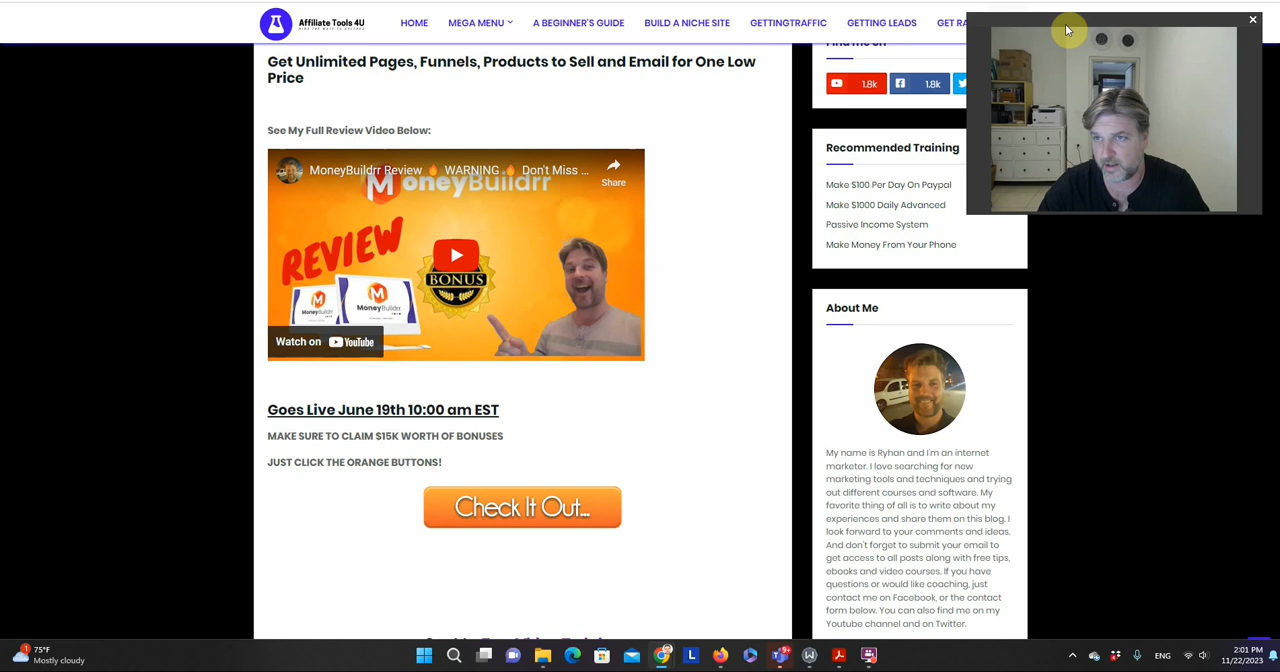 Affiliate Tools 4U
HOME
MEGA MENU
A BEGINNER'S GUIDE
BUILD A NICHE SITE
GETTINGTRAFFIC
GETTING LEADS
Get Unlimited Pages, Funnels, Products to Sell and Email for One Low
Price
See My Full Review Video Below:
MoneyBuildrr Review 🔥 WARNING 🔥 Don't Miss ...
Share
MoneyBuildrr
REVIEW
BONUS
MoneyBuildrr
MoneyBuildrr
Watch on YouTube
Goes Live June 19th 10:00 am EST
MAKE SURE TO CLAIM $15K WORTH OF BONUSES
JUST CLICK THE ORANGE BUTTONS!
Check It Out...
Find me on
1.8k
1.8k
Recommended Training
Make $100 Per Day On Paypal
Make $1000 Daily Advanced
Passive Income System
Make Money From Your Phone
About Me
My name is Ryhan and I'm an internet
marketer. I love searching for new
marketing tools and techniques and trying
out different courses and software. My
favorite thing of all is to write about my
experiences and share them on this blog. I
look forward to your comments and ideas.
And don't forget to submit your email to
get access to all posts along with free tips,
ebooks and video courses. If you have
questions or would like coaching, just
contact me on Facebook, or the contact
form below. You can also find me on my
Youtube channel and on Twitter.
75°F
Mostly cloudy
ENG
2:01 PM
11/22/2023